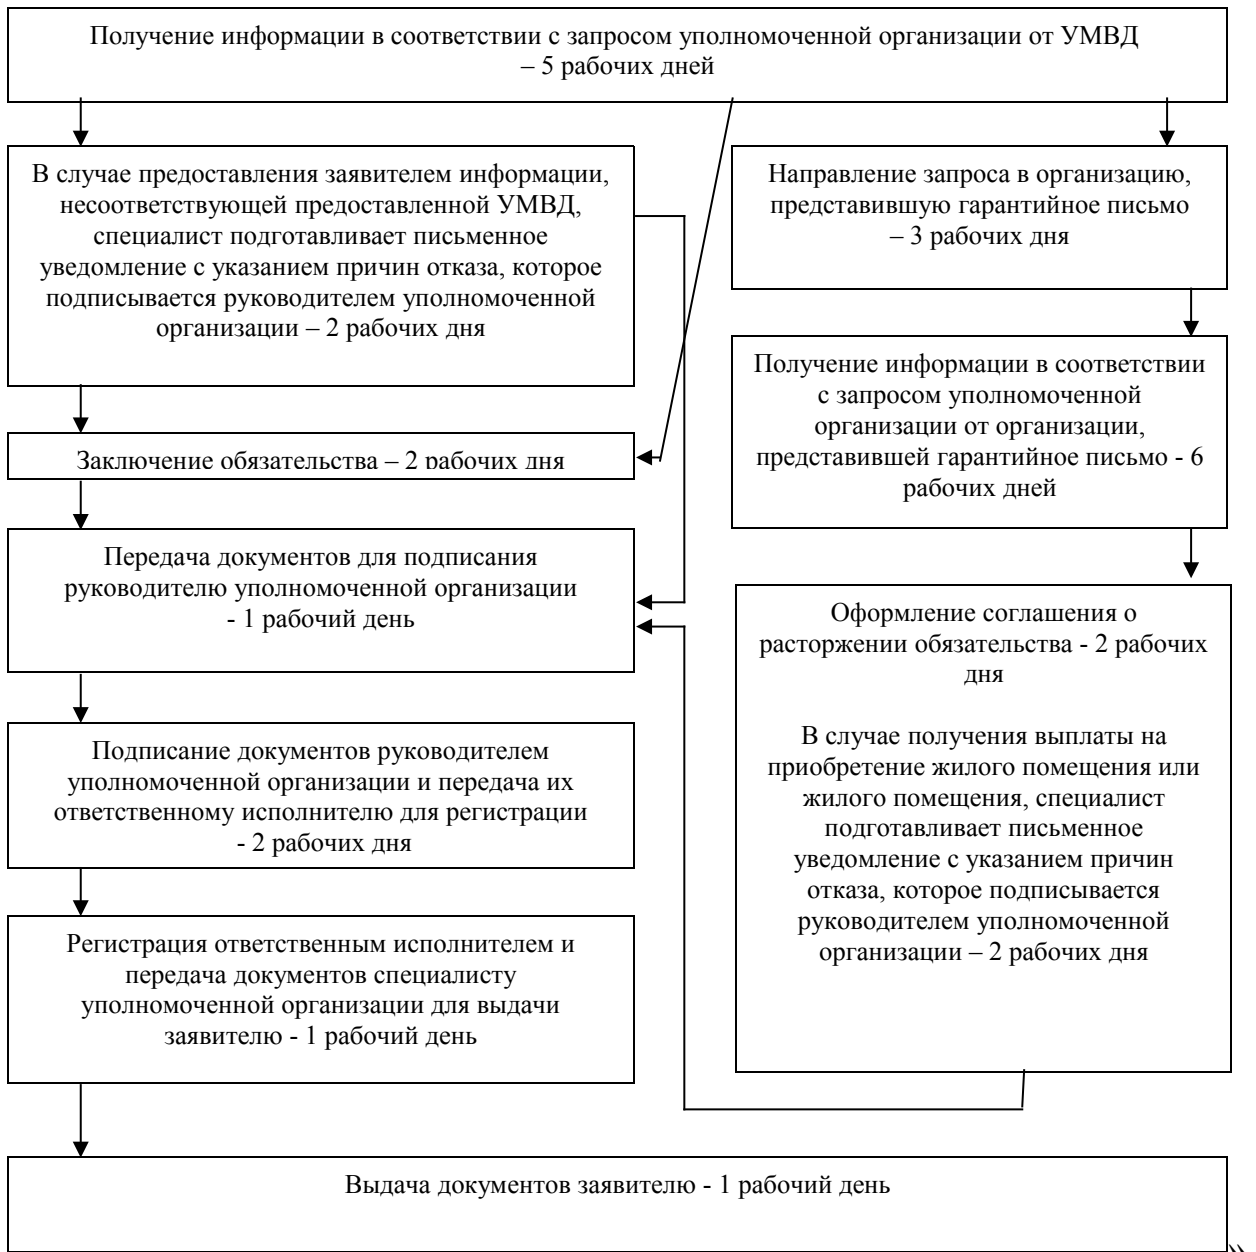 Получение информации в соответствии с запросом уполномоченной организации от УМВД
– 5 рабочих дней
В случае предоставления заявителем информации,
несоответствующей предоставленной УМВД,
специалист подготавливает письменное
уведомление с указанием причин отказа, которое
подписывается руководителем уполномоченной
организации – 2 рабочих дня
Направление запроса в организацию,
представившую гарантийное письмо
– 3 рабочих дня
Получение информации в соответствии
с запросом уполномоченной
организации от организации,
представившей гарантийное письмо - 6
рабочих дней
Заключение обязательства – 2 рабочих дня
Передача документов для подписания
руководителю уполномоченной организации
- 1 рабочий день
Оформление соглашения о
расторжении обязательства - 2 рабочих
дня
В случае получения выплаты на
приобретение жилого помещения или
жилого помещения, специалист
подготавливает письменное
уведомление с указанием причин
отказа, которое подписывается
руководителем уполномоченной
организации – 2 рабочих дня
Подписание документов руководителем
уполномоченной организации и передача их
ответственному исполнителю для регистрации
- 2 рабочих дня
Регистрация ответственным исполнителем и
передача документов специалисту
уполномоченной организации для выдачи
заявителю - 1 рабочий день
Выдача документов заявителю - 1 рабочий день
»